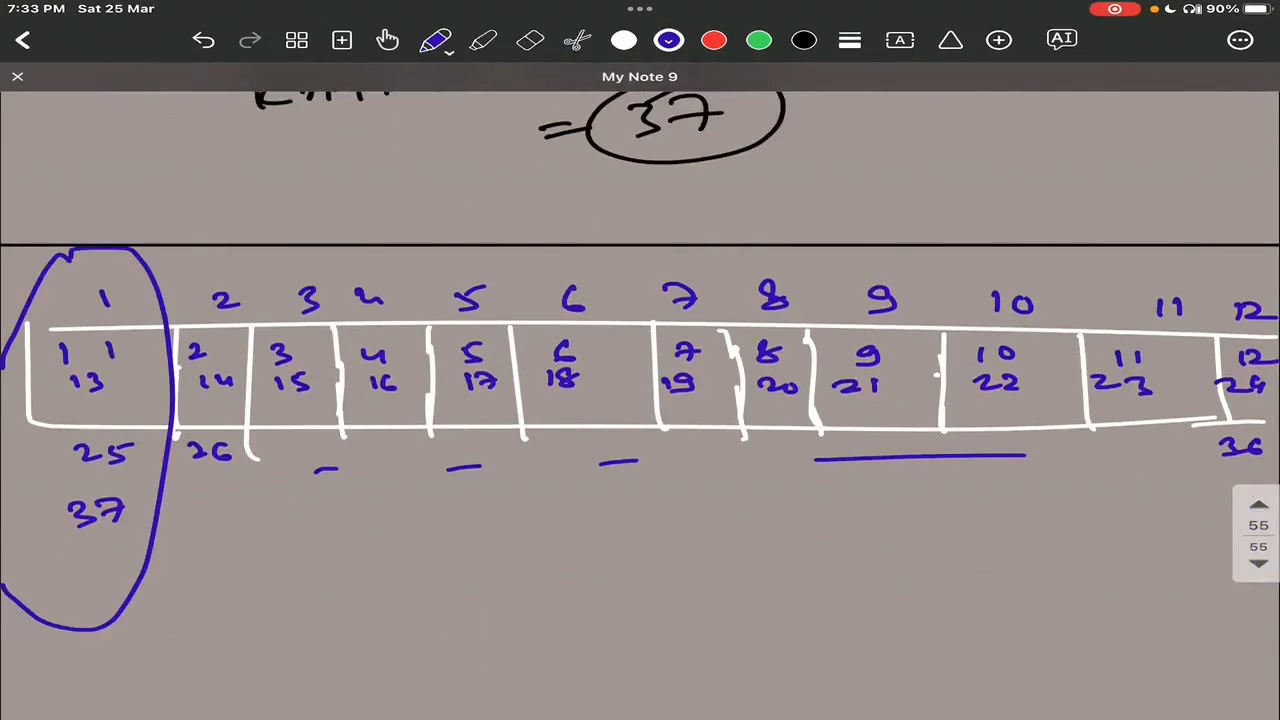 7:33 PM Sat 25 Mar
90%
A
AI
My Note 9
= 37
1 2 3 4 5 6 7 8 9 10 11 12
1 1 2 3 4 5 6 7 8 9 10 11 12
13 14 15 16 17 18 19 20 21 22 23 24
25 26 36
37
55
55